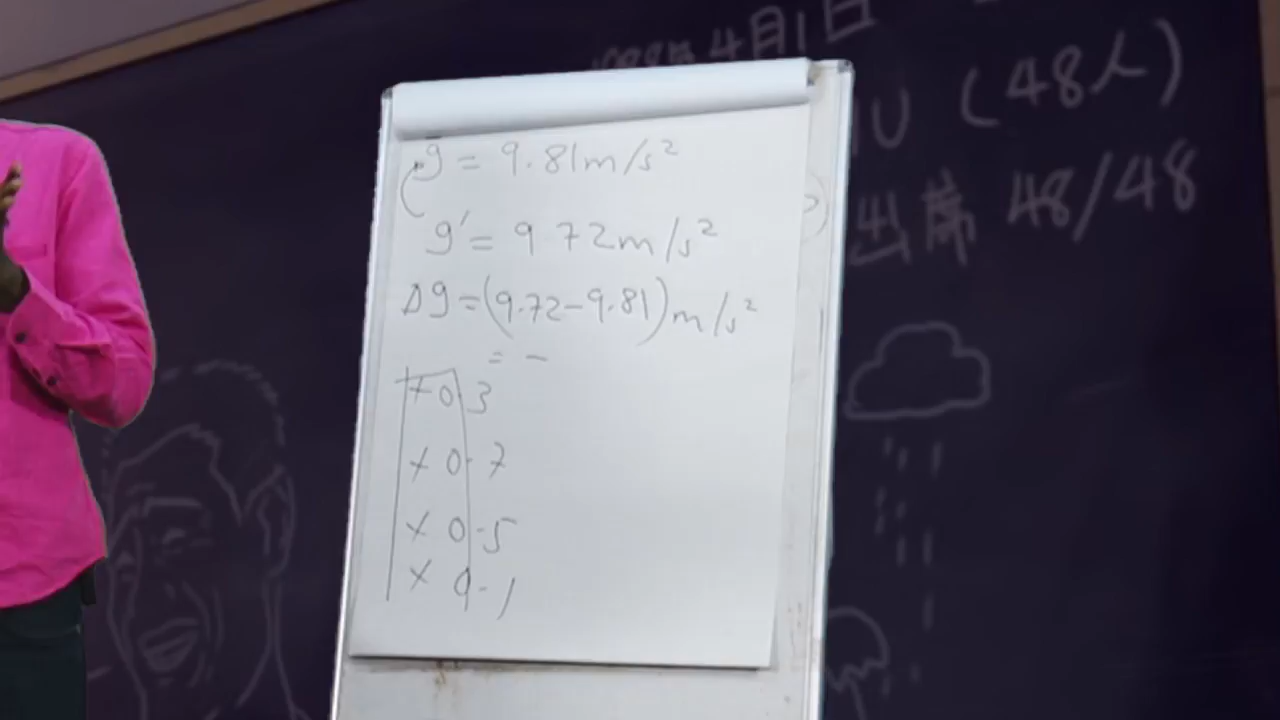 4月1日
(48人)
出席 48/48
g = 9.81m/s²
g' = 9 72m/s²
Δg = (9.72-9.81)m/s²
= -
+ 0.3
x 0.7
x 0.5
x 0.1